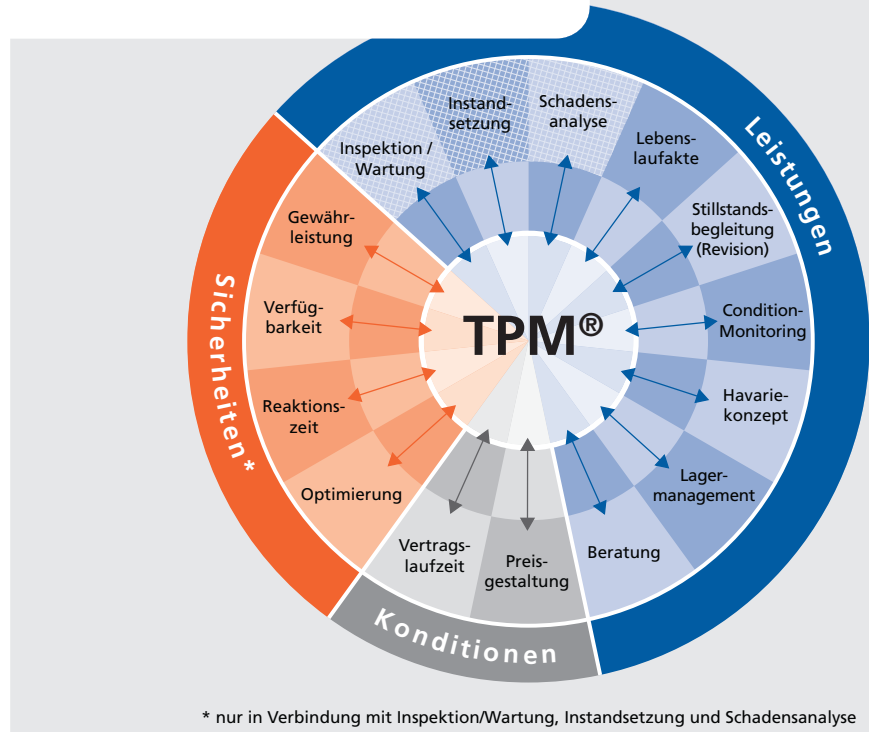 Instand-
setzung
Schadens-
analyse
Inspektion /
Wartung
Lebens-
laufakte
Leistungen
Gewähr-
leistung
Stillstands-
begleitung
(Revision)
Sicherheiten*
Verfüg-
barkeit
TPM®
Condition-
Monitoring
Reaktions-
zeit
Havarie-
konzept
Optimierung
Lager-
management
Vertrags-
laufzeit
Preis-
gestaltung
Beratung
Konditionen
* nur in Verbindung mit Inspektion/Wartung, Instandsetzung und Schadensanalyse